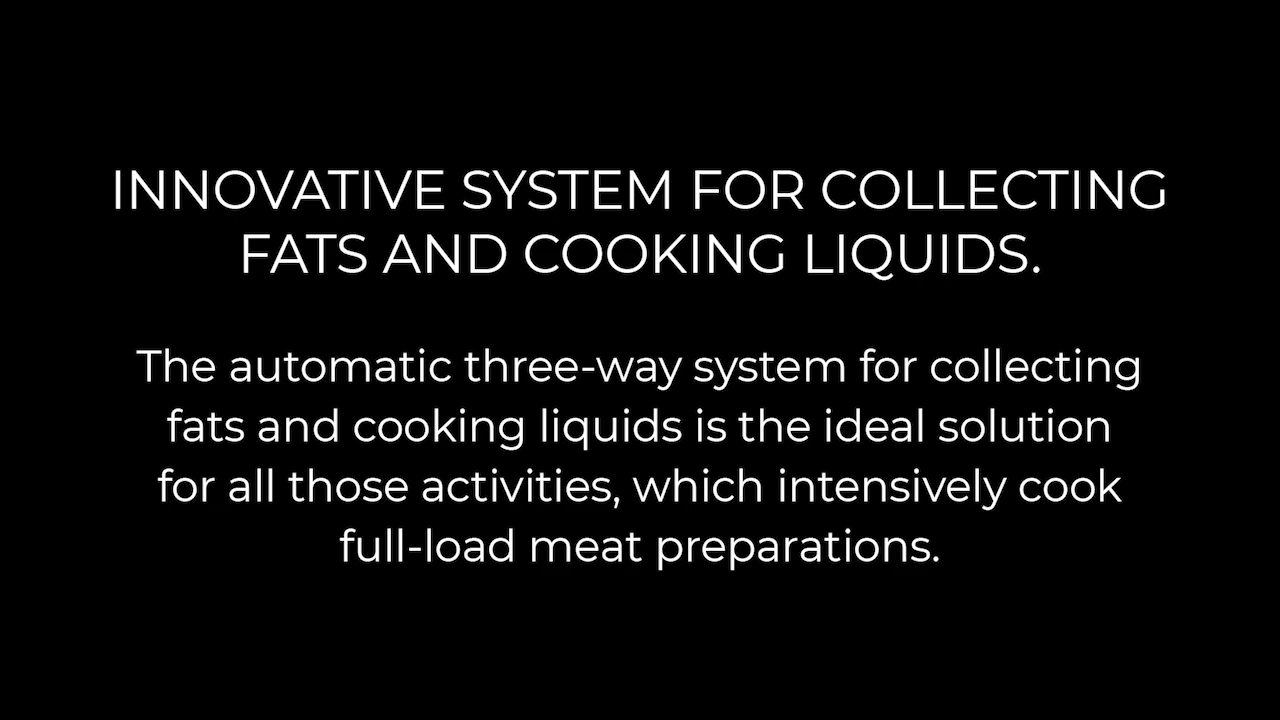 INNOVATIVE SYSTEM FOR COLLECTING
FATS AND COOKING LIQUIDS.
The automatic three-way system for collecting
fats and cooking liquids is the ideal solution
for all those activities, which intensively cook
full-load meat preparations.